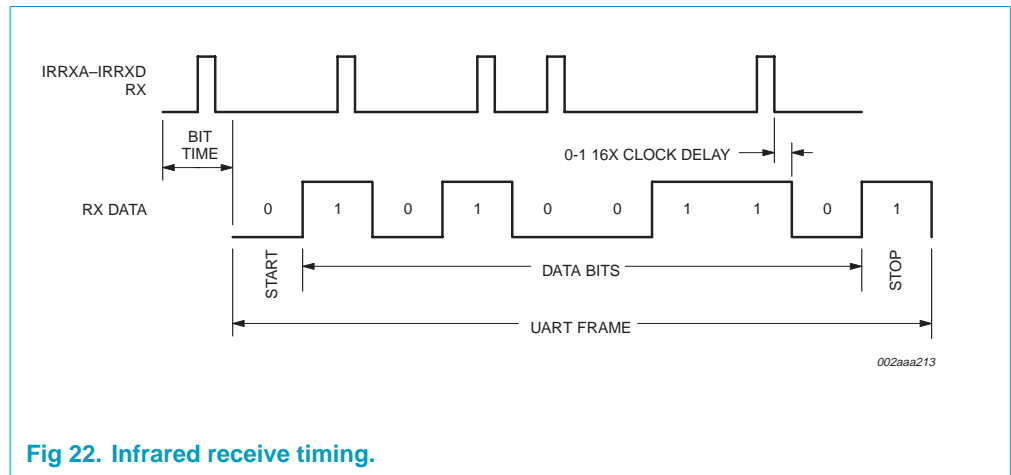 IRRXA–IRRXD
RX
BIT
TIME
0-1 16X CLOCK DELAY
RX DATA
0 1 0 1 0 0 1 1 0 1
START
DATA BITS
STOP
UART FRAME
002aaa213
Fig 22. Infrared receive timing.